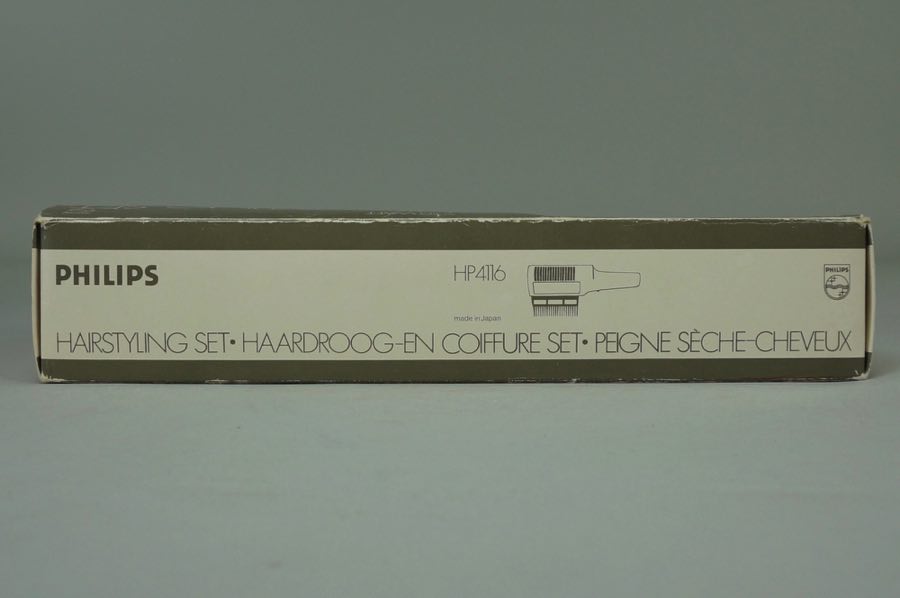 PHILIPS
HP4116
PHILIPS
made in Japan
HAIRSTYLING SET• HAARDROOG-EN COIFFURE SET• PEIGNE SÈCHE-CHEVEUX